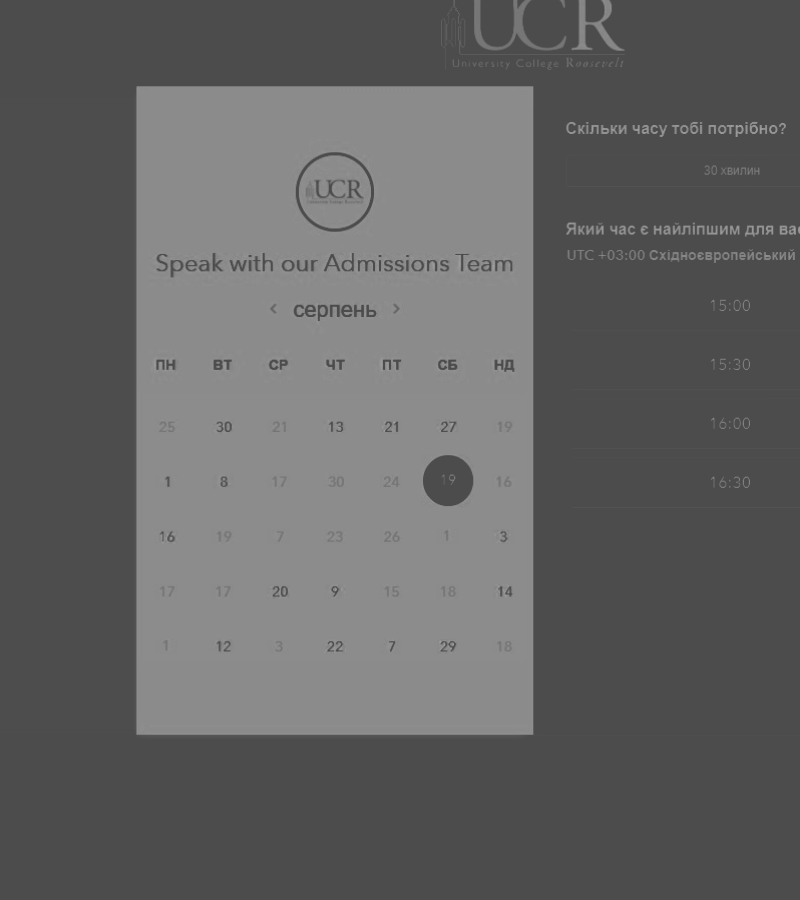 UCR
University College Roosevelt
UCR
Speak with our Admissions Team
‹ серпень ›
ПН ВТ СР ЧТ ПТ СБ НД
25 30 21 13 21 27 19
1 8 17 30 24 19 16
16 19 7 23 26 1 3
17 17 20 9 15 18 14
1 12 3 22 7 29 18
Скільки часу тобі потрібно?
30 хвилин
Який час є найліпшим для
UTC +03:00 Східноєвропейський
15:00
15:30
16:00
16:30